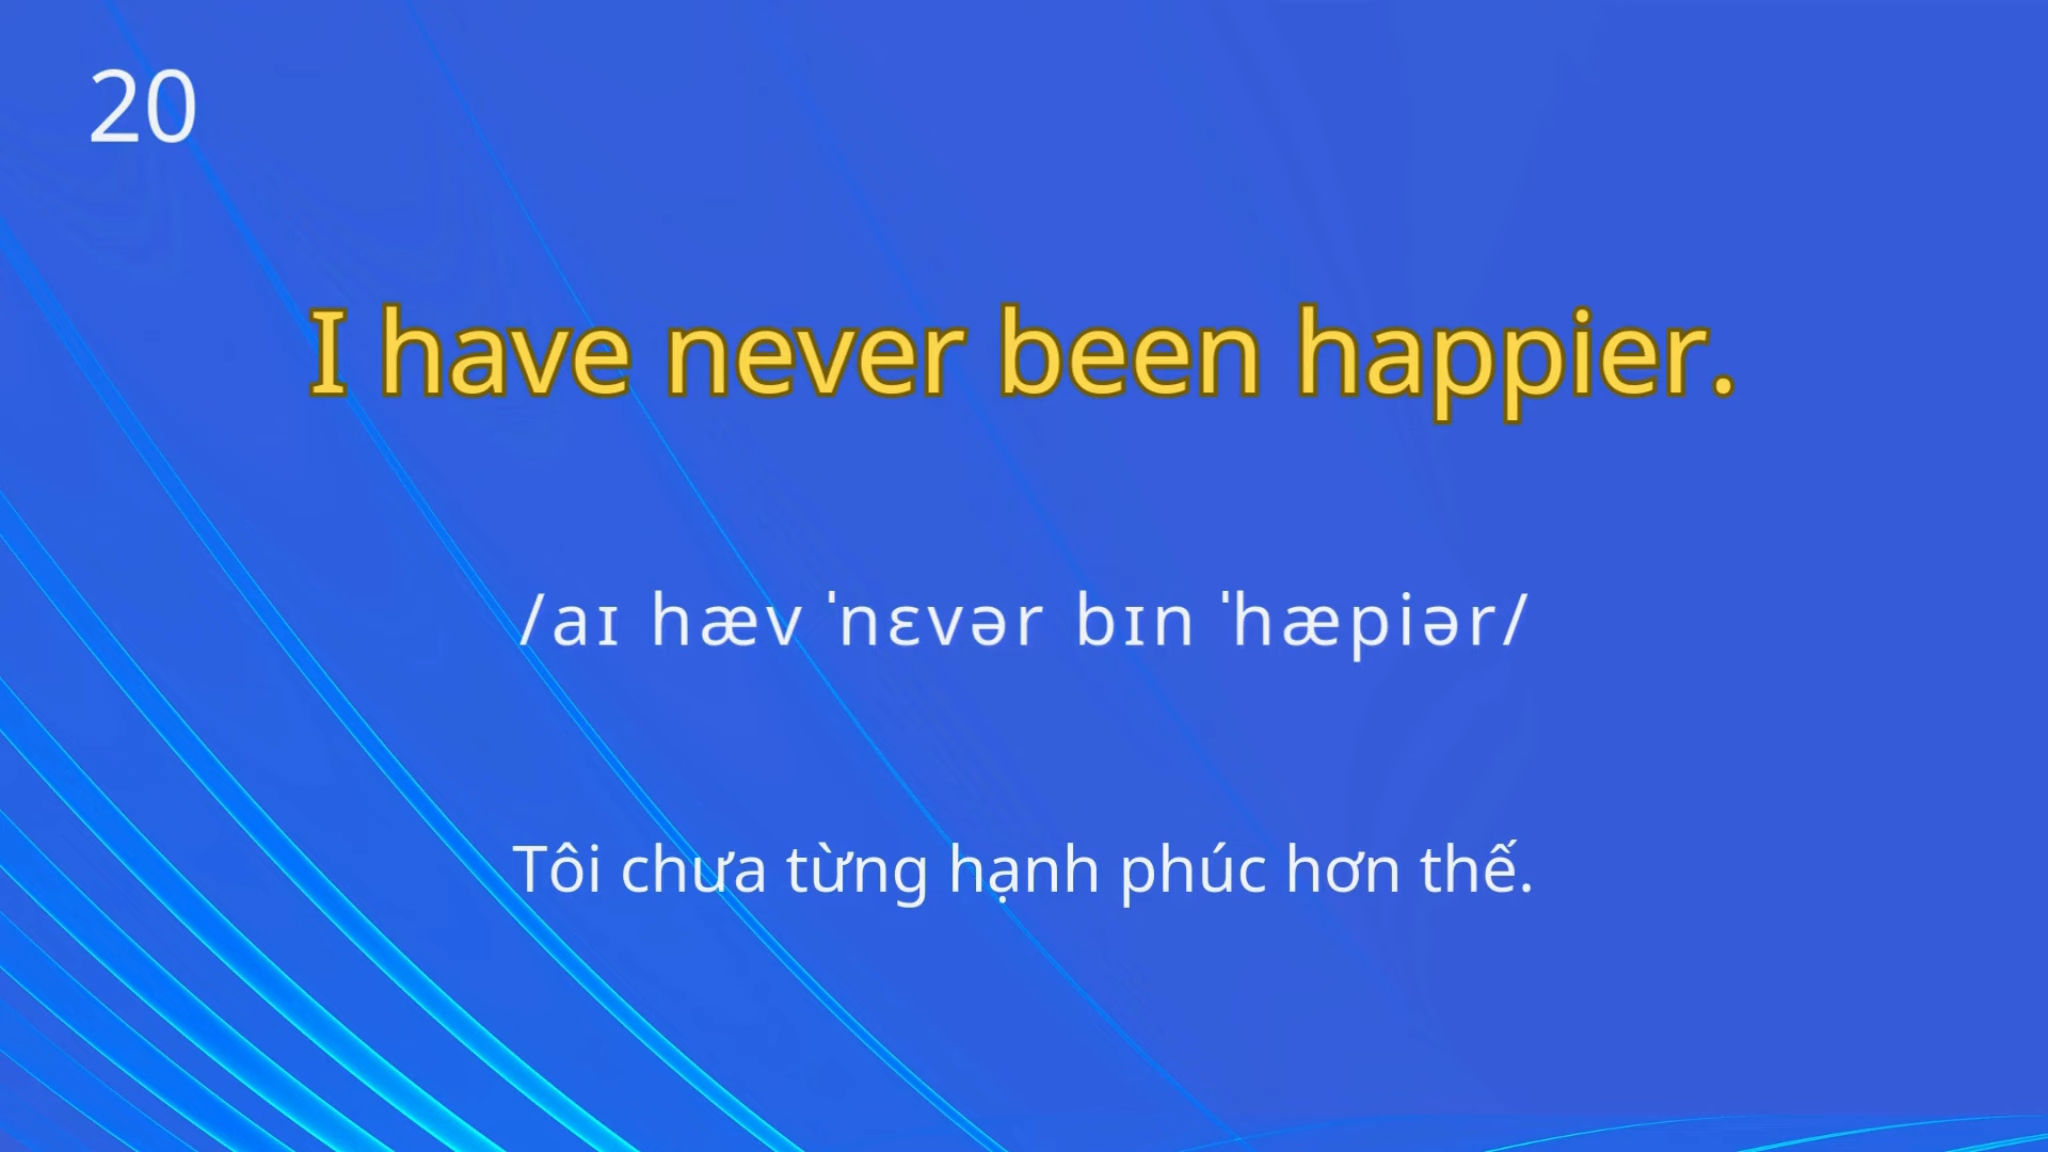 20
I have never been happier.
/aɪ hæv ˈnɛvər bɪn ˈhæpiər/
Tôi chưa từng hạnh phúc hơn thế.